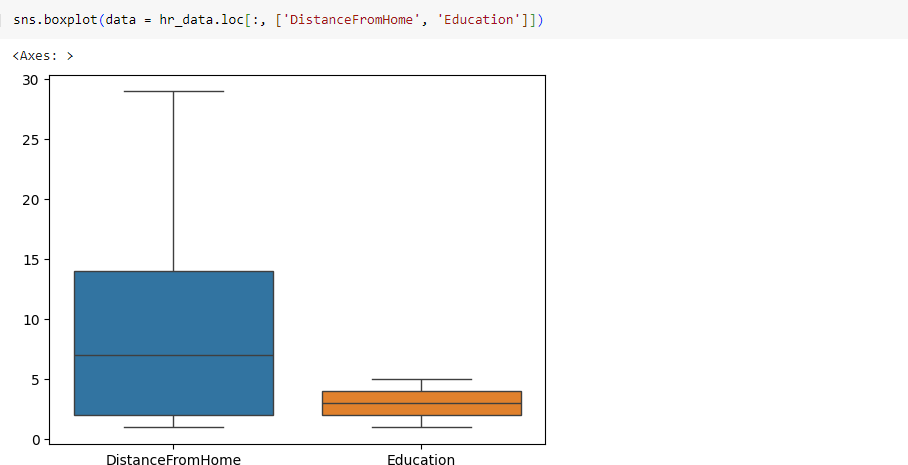 sns.boxplot(data = hr_data.loc[:, ['DistanceFromHome', 'Education']])
<Axes: >
30
25
20
15
10
5
0
DistanceFromHome Education